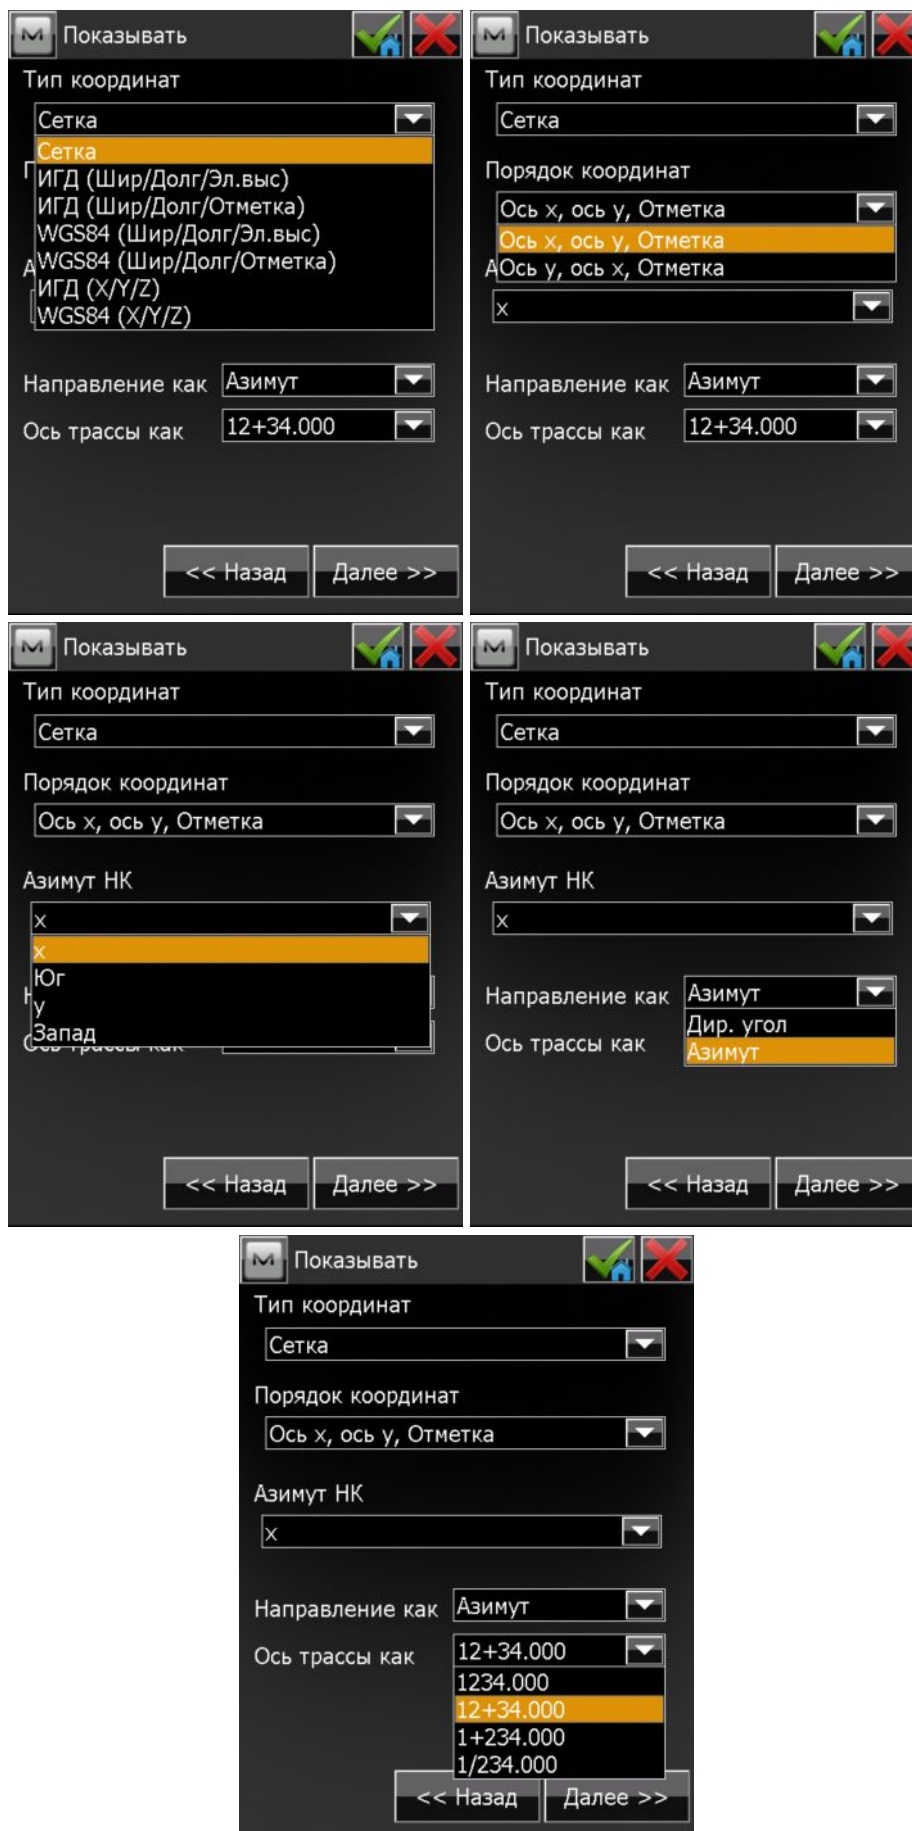 Показывать
Тип координат
Сетка
Сетка
ИГД (Шир/Долг/Эл.выс)
ИГД (Шир/Долг/Отметка)
WGS84 (Шир/Долг/Эл.выс)
WGS84 (Шир/Долг/Отметка)
ИГД (X/Y/Z)
WGS84 (X/Y/Z)
Направление как Азимут
Ось трассы как 12+34.000
<< Назад Далее >>
Показывать
Тип координат
Сетка
Порядок координат
Ось x, ось y, Отметка
Ось x, ось y, Отметка
Ось y, ось x, Отметка
x
Направление как Азимут
Ось трассы как 12+34.000
<< Назад Далее >>
Показывать
Тип координат
Сетка
Порядок координат
Ось x, ось y, Отметка
Азимут НК
x
x
Юг
y
Запад
Ось трассы как
<< Назад Далее >>
Показывать
Тип координат
Сетка
Порядок координат
Ось x, ось y, Отметка
Азимут НК
x
Направление как Азимут
Дир. угол
Ось трассы как Азимут
<< Назад Далее >>
Показывать
Тип координат
Сетка
Порядок координат
Ось x, ось y, Отметка
Азимут НК
x
Направление как Азимут
Ось трассы как 12+34.000
1234.000
12+34.000
1+234.000
1/234.000
<< Назад Далее >>